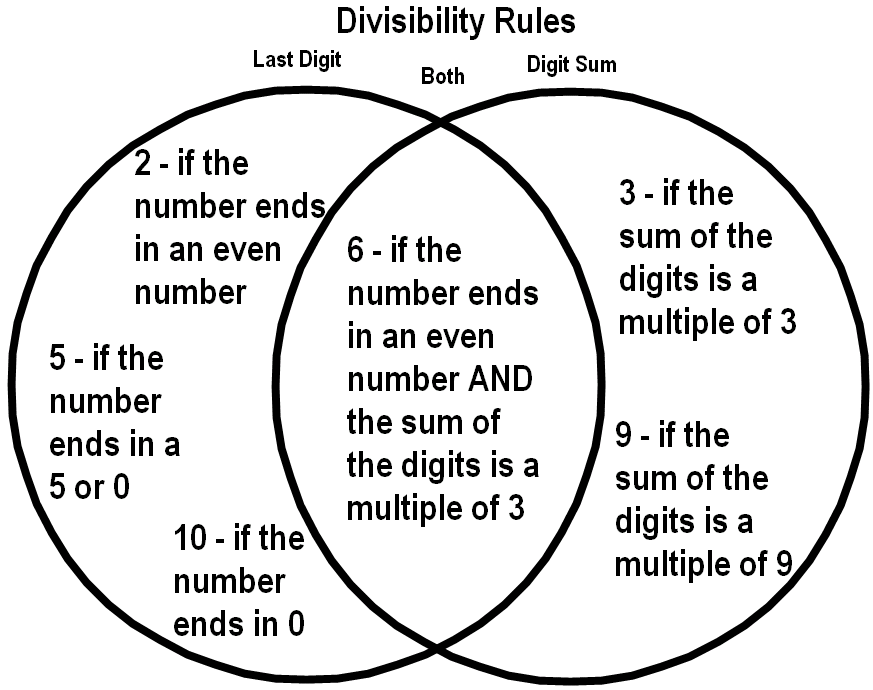 Divisibility Rules
Last Digit
Both
Digit Sum
2 - if the
number ends
in an even
number
5 - if the
number
ends in a
5 or 0
10 - if the
number
ends in 0
6 - if the
number ends
in an even
number AND
the sum of
the digits is a
multiple of 3
3 - if the
sum of the
digits is a
multiple of 3
9 - if the
sum of the
digits is a
multiple of 9